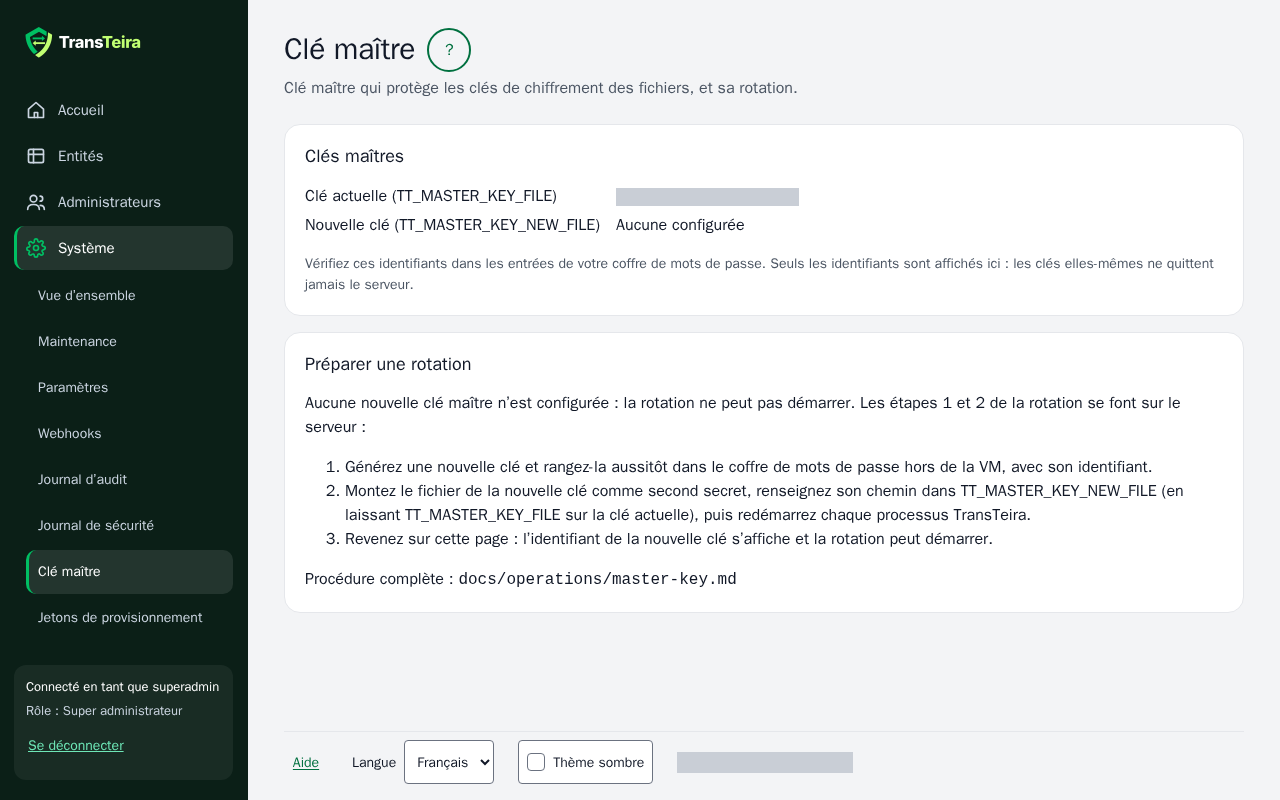 TransTeira
Accueil
Entités
Administrateurs
Système
Vue d'ensemble
Maintenance
Paramètres
Webhooks
Journal d'audit
Journal de sécurité
Clé maître
Jetons de provisionnement
Connecté en tant que superadmin
Rôle : Super administrateur
Se déconnecter
Clé maître ?
Clé maître qui protège les clés de chiffrement des fichiers, et sa rotation.
Clés maîtres
Clé actuelle (TT_MASTER_KEY_FILE)
Nouvelle clé (TT_MASTER_KEY_NEW_FILE) Aucune configurée
Vérifiez ces identifiants dans les entrées de votre coffre de mots de passe. Seuls les identifiants sont affichés ici : les clés elles-mêmes ne quittent
jamais le serveur.
Préparer une rotation
Aucune nouvelle clé maître n'est configurée : la rotation ne peut pas démarrer. Les étapes 1 et 2 de la rotation se font sur le
serveur :
1. Générez une nouvelle clé et rangez-la aussitôt dans le coffre de mots de passe hors de la VM, avec son identifiant.
2. Montez le fichier de la nouvelle clé comme second secret, renseignez son chemin dans TT_MASTER_KEY_NEW_FILE (en
laissant TT_MASTER_KEY_FILE sur la clé actuelle), puis redémarrez chaque processus TransTeira.
3. Revenez sur cette page : l'identifiant de la nouvelle clé s'affiche et la rotation peut démarrer.
Procédure complète : docs/operations/master-key.md
Aide Langue Français Thème sombre